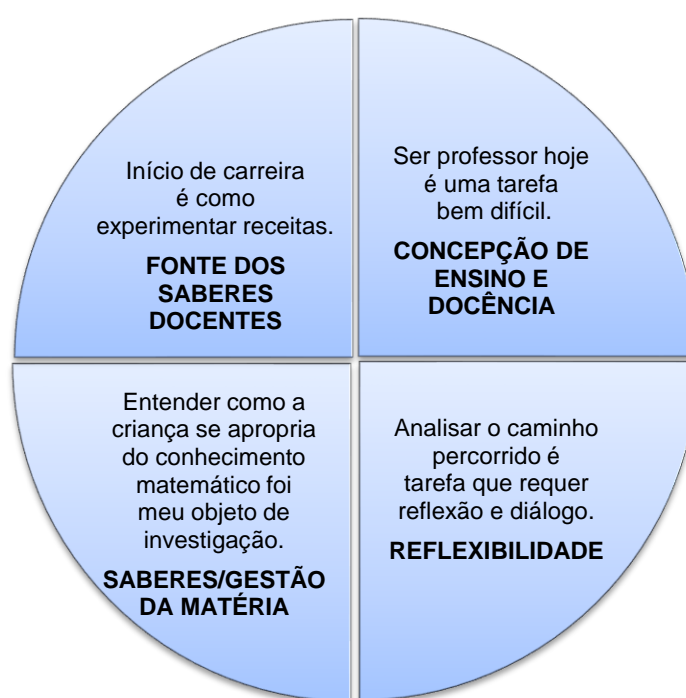 Início de carreira
é como
experimentar receitas.
FONTE DOS
SABERES
DOCENTES
Ser professor hoje
é uma tarefa
bem difícil.
CONCEPÇÃO DE
ENSINO E
DOCÊNCIA
Entender como a
criança se apropria
do conhecimento
matemático foi
meu objeto de
investigação.
SABERES/GESTÃO
DA MATÉRIA
Analisar o caminho
percorrido é
tarefa que requer
reflexão e diálogo.
REFLEXIBILIDADE